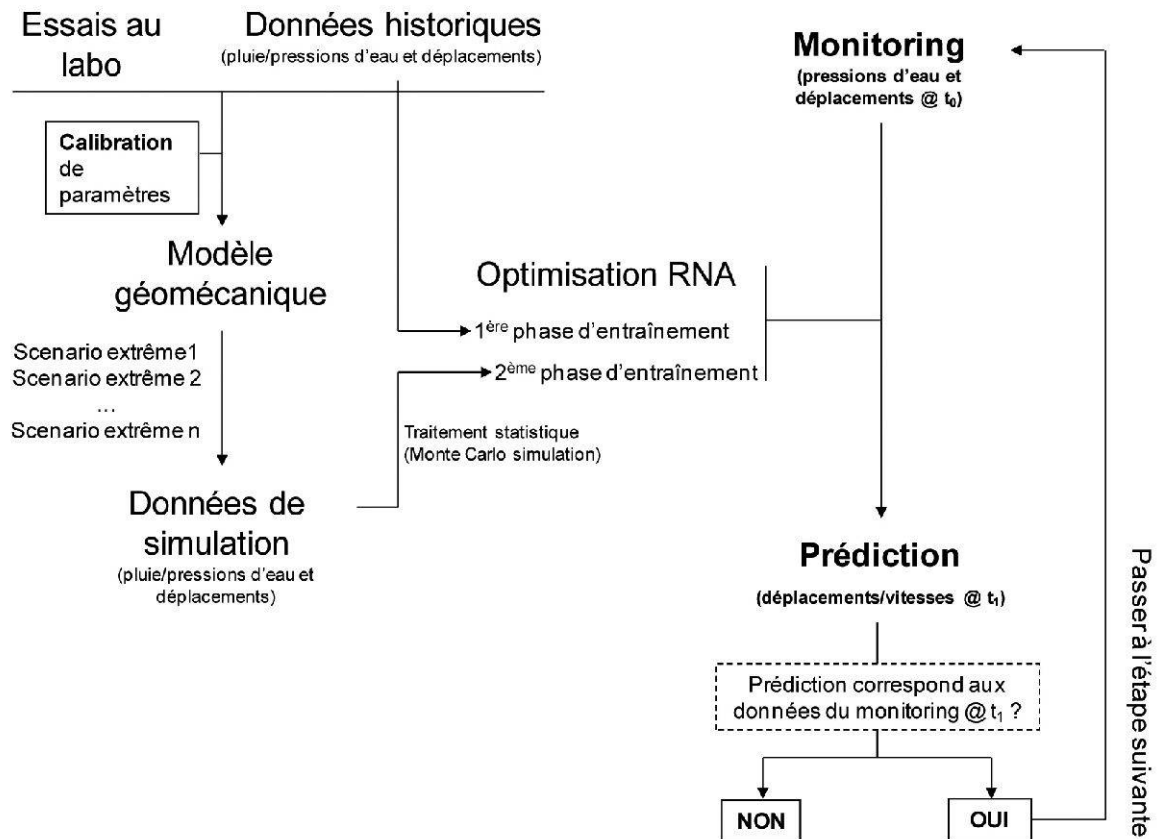 Essais au
labo
Données historiques
(pluie/pressions d'eau et déplacements)
Calibration
de
paramètres
Modèle
géomécanique
Scenario extrême1
Scenario extrême 2
...
Scenario extrême n
Données de
simulation
(pluie/pressions d'eau et
déplacements)
Optimisation RNA
1ère phase d'entraînement
2ème phase d'entraînement
Traitement statistique
(Monte Carlo simulation)
Monitoring
(pressions d'eau et
déplacements @ t0)
Prédiction
(déplacements/vitesses @ t1)
Prédiction correspond aux
données du monitoring @ t1 ?
NON
OUI
Passer à l'étape suivante